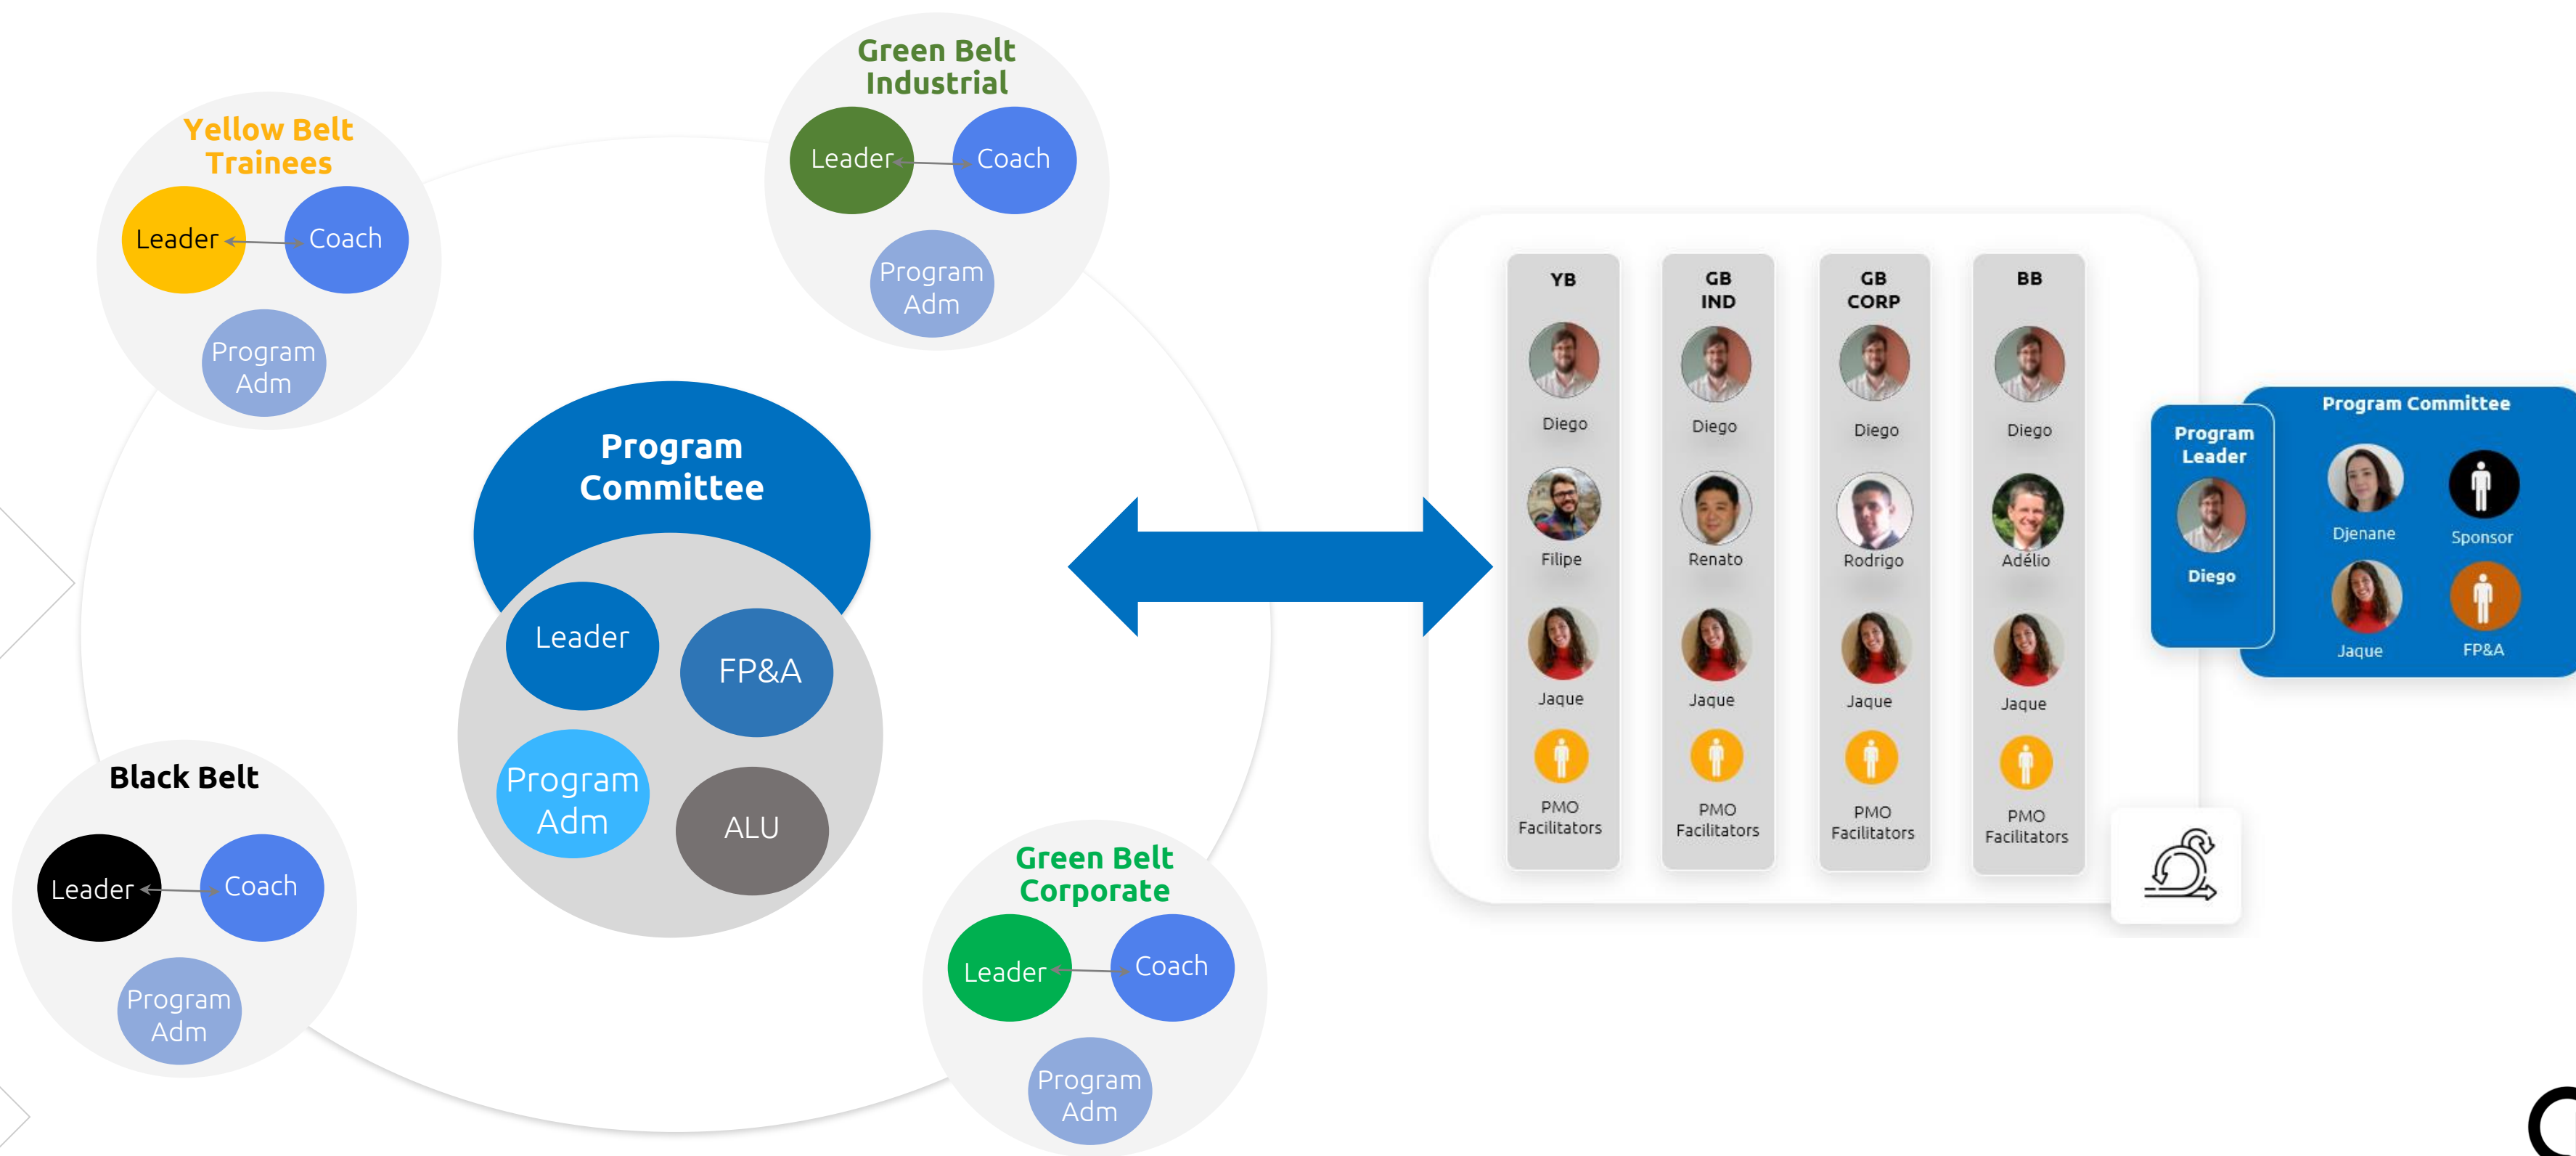 Green Belt
Industrial
Leader
Coach
Program
Adm
Yellow Belt
Trainees
Leader
Coach
Program
Adm
Program
Committee
Leader
FP&A
Program
Adm
ALU
Black Belt
Leader
Coach
Program
Adm
Green Belt
Corporate
Leader
Coach
Program
Adm
YB
Diego
Filipe
Jaque
PMO
Facilitators
GB
IND
Diego
Renato
Jaque
PMO
Facilitators
GB
CORP
Diego
Rodrigo
Jaque
PMO
Facilitators
BB
Diego
Adélio
Jaque
PMO
Facilitators
Program
Leader
Diego
Program Committee
Djenane
Sponsor
Jaque
FP&A